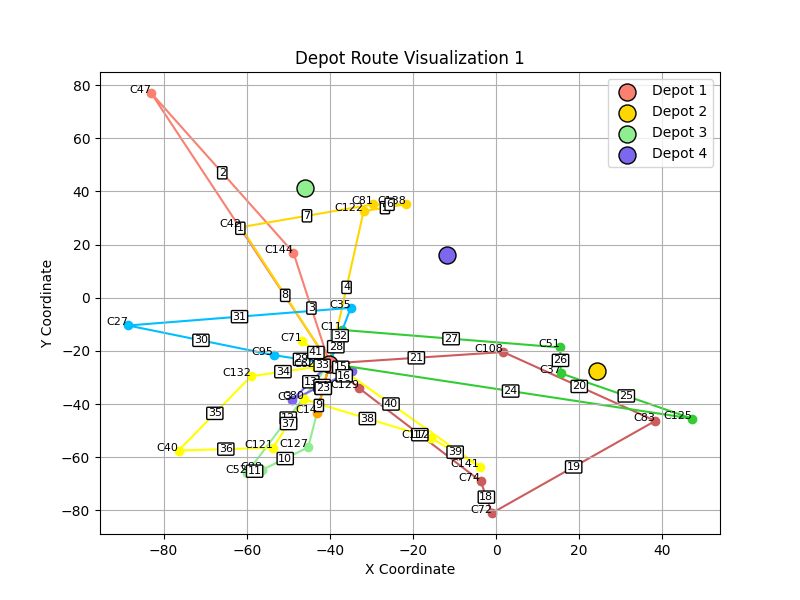 Depot Route Visualization 1
Depot 1
Depot 2
Depot 3
Depot 4
Y Coordinate
X Coordinate
80
60
40
20
0
−20
−40
−60
−80
−80
−60
−40
−20
0
20
40
C47
2
C81
C138
C122
7
1
C144
8
4
3
C27
31
C35
C11
32
28
30
C71
C95
41
33
27
C51
C108
21
26
C37
20
C132
34
16
C129
24
25
35
23
9
40
38
C83
C125
19
37
C40
36
C121
C127
10
11
39
C141
C74
18
C72